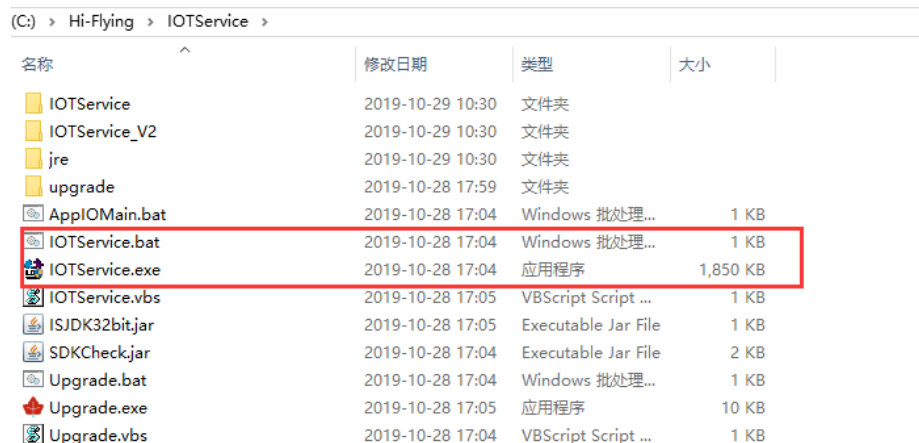 (C:) > Hi-Flying > IOTService >
名称 修改日期 类型 大小
IOTService 2019-10-29 10:30 文件夹
IOTService_V2 2019-10-29 10:30 文件夹
jre 2019-10-29 10:30 文件夹
upgrade 2019-10-28 17:59 文件夹
AppIOMain.bat 2019-10-28 17:04 Windows 批处理... 1 KB
IOTService.bat 2019-10-28 17:04 Windows 批处理... 1 KB
IOTService.exe 2019-10-28 17:04 应用程序 1,850 KB
IOTService.vbs 2019-10-28 17:05 VBScript Script ... 1 KB
ISJDK32bit.jar 2019-10-28 17:05 Executable Jar File 1 KB
SDKCheck.jar 2019-10-28 17:04 Executable Jar File 2 KB
Upgrade.bat 2019-10-28 17:04 Windows 批处理... 1 KB
Upgrade.exe 2019-10-28 17:05 应用程序 10 KB
Upgrade.vbs 2019-10-28 17:04 VBScript Script ... 1 KB